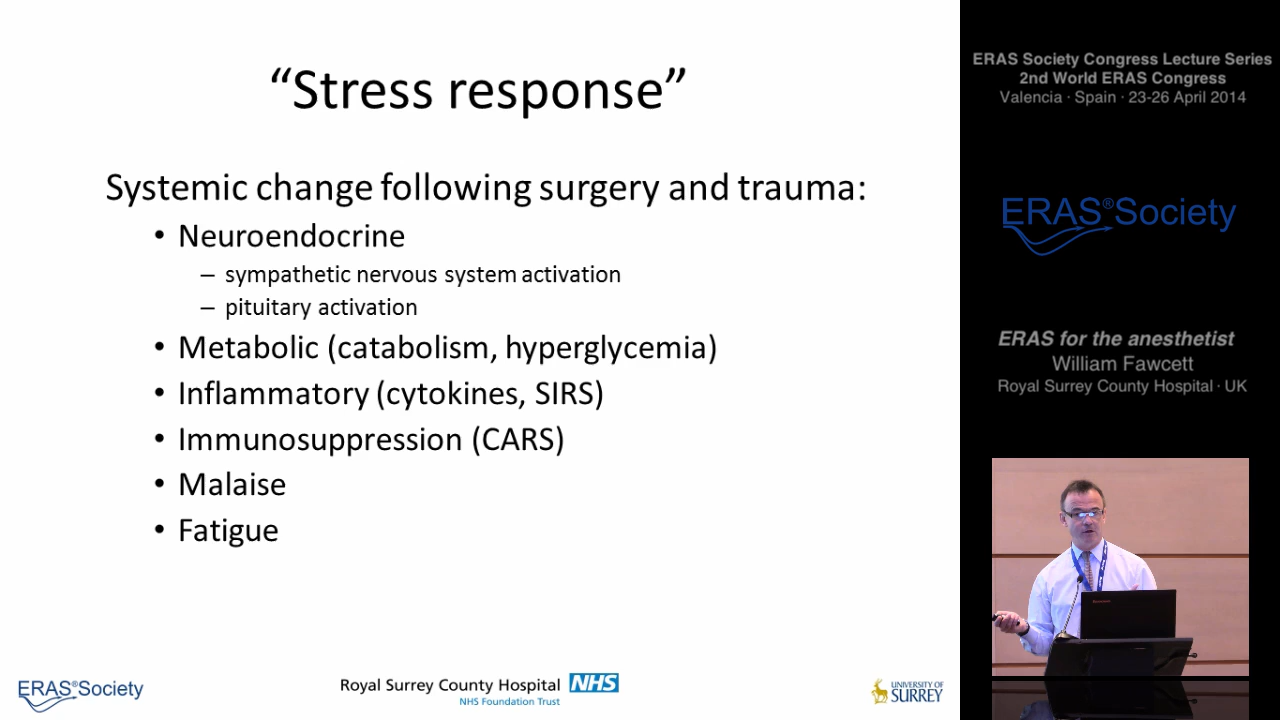 “Stress response”
Systemic change following surgery and trauma:
• Neuroendocrine
– sympathetic nervous system activation
– pituitary activation
• Metabolic (catabolism, hyperglycemia)
• Inflammatory (cytokines, SIRS)
• Immunosuppression (CARS)
• Malaise
• Fatigue
ERAS®Society
Royal Surrey County Hospital NHS
NHS Foundation Trust
UNIVERSITY OF
SURREY
ERAS Society Congress Lecture Series
2nd World ERAS Congress
Valencia · Spain · 23-26 April 2014
ERAS®Society
ERAS for the anesthetist
William Fawcett
Royal Surrey County Hospital · UK